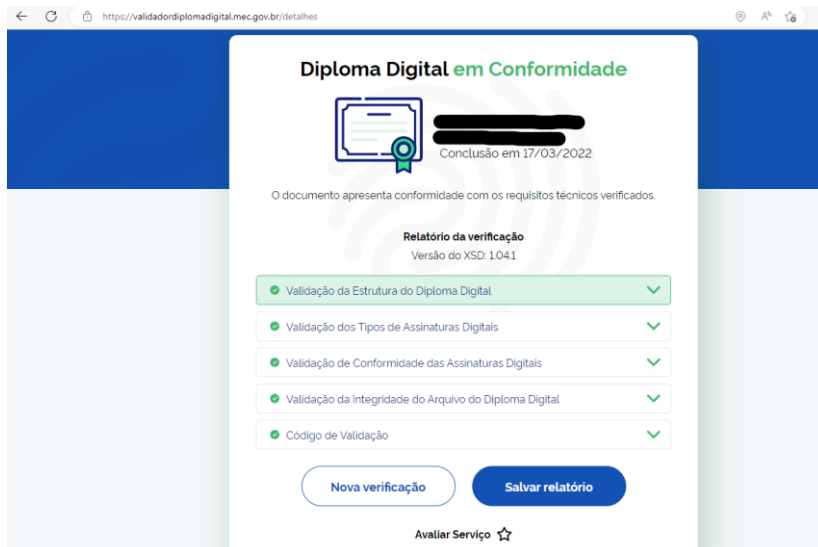 https://validadordiplomadigital.mec.gov.br/detalhes
Diploma Digital em Conformidade
Conclusão em 17/03/2022
O documento apresenta conformidade com os requisitos técnicos verificados.
Relatório da verificação
Versão do XSD: 1.04.1
Validação da Estrutura do Diploma Digital
Validação dos Tipos de Assinaturas Digitais
Validação de Conformidade das Assinaturas Digitais
Validação da Integridade do Arquivo do Diploma Digital
Código de Validação
Nova verificação
Salvar relatório
Avaliar Serviço